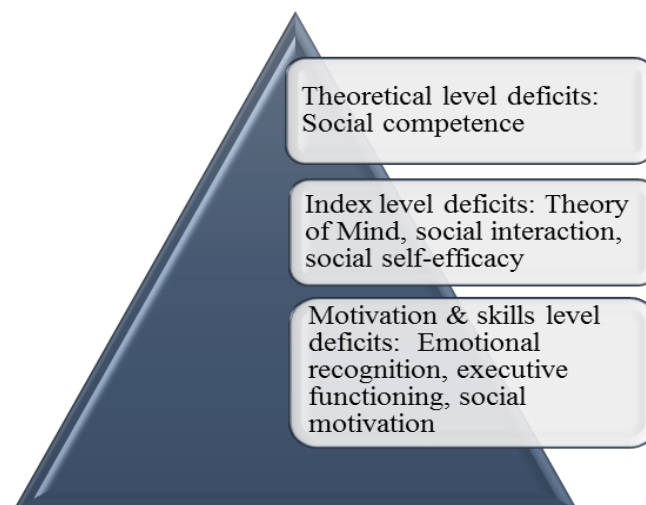 Theoretical level deficits:
Social competence
Index level deficits: Theory
of Mind, social interaction,
social self-efficacy
Motivation & skills level
deficits:  Emotional
recognition, executive
functioning, social
motivation